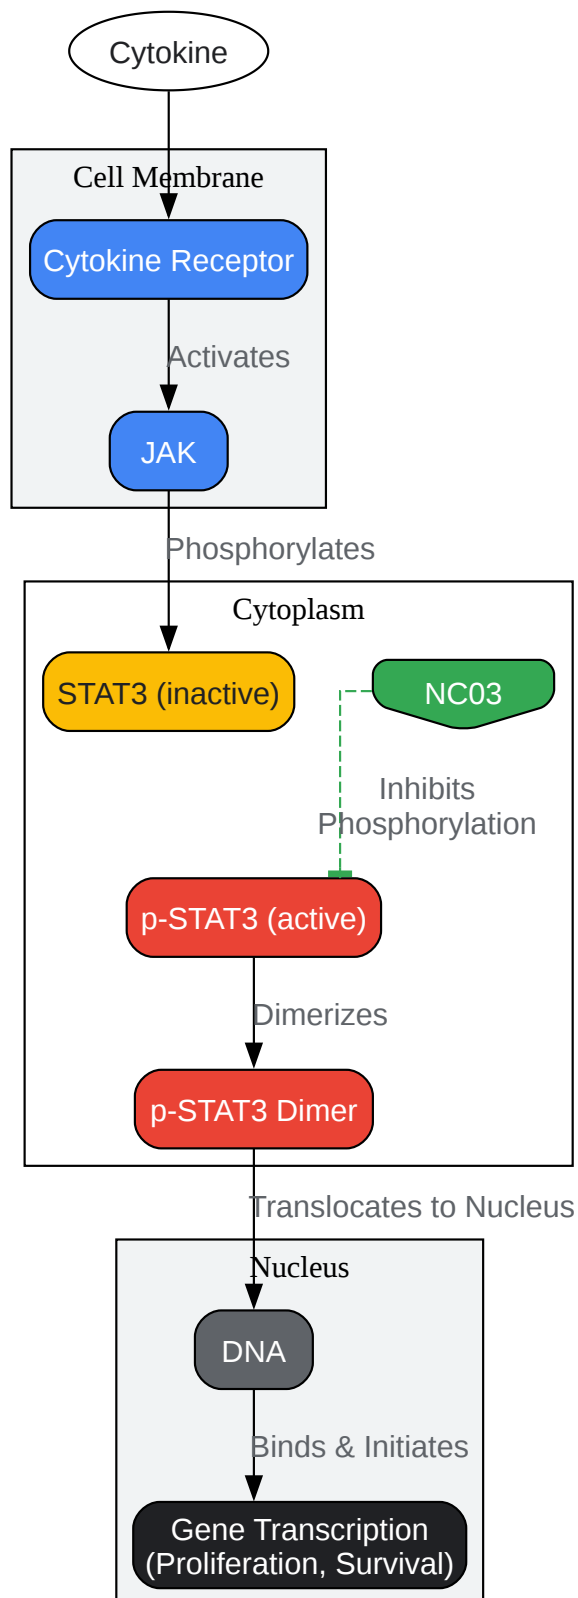 Cytokine
Cell Membrane
Cytokine Receptor
Activates
JAK
Phosphorylates
Cytoplasm
STAT3 (inactive)
NC03
Inhibits
Phosphorylation
p-STAT3 (active)
Dimerizes
p-STAT3 Dimer
Translocates to Nucleus
Nucleus
DNA
Binds & Initiates
Gene Transcription
(Proliferation, Survival)